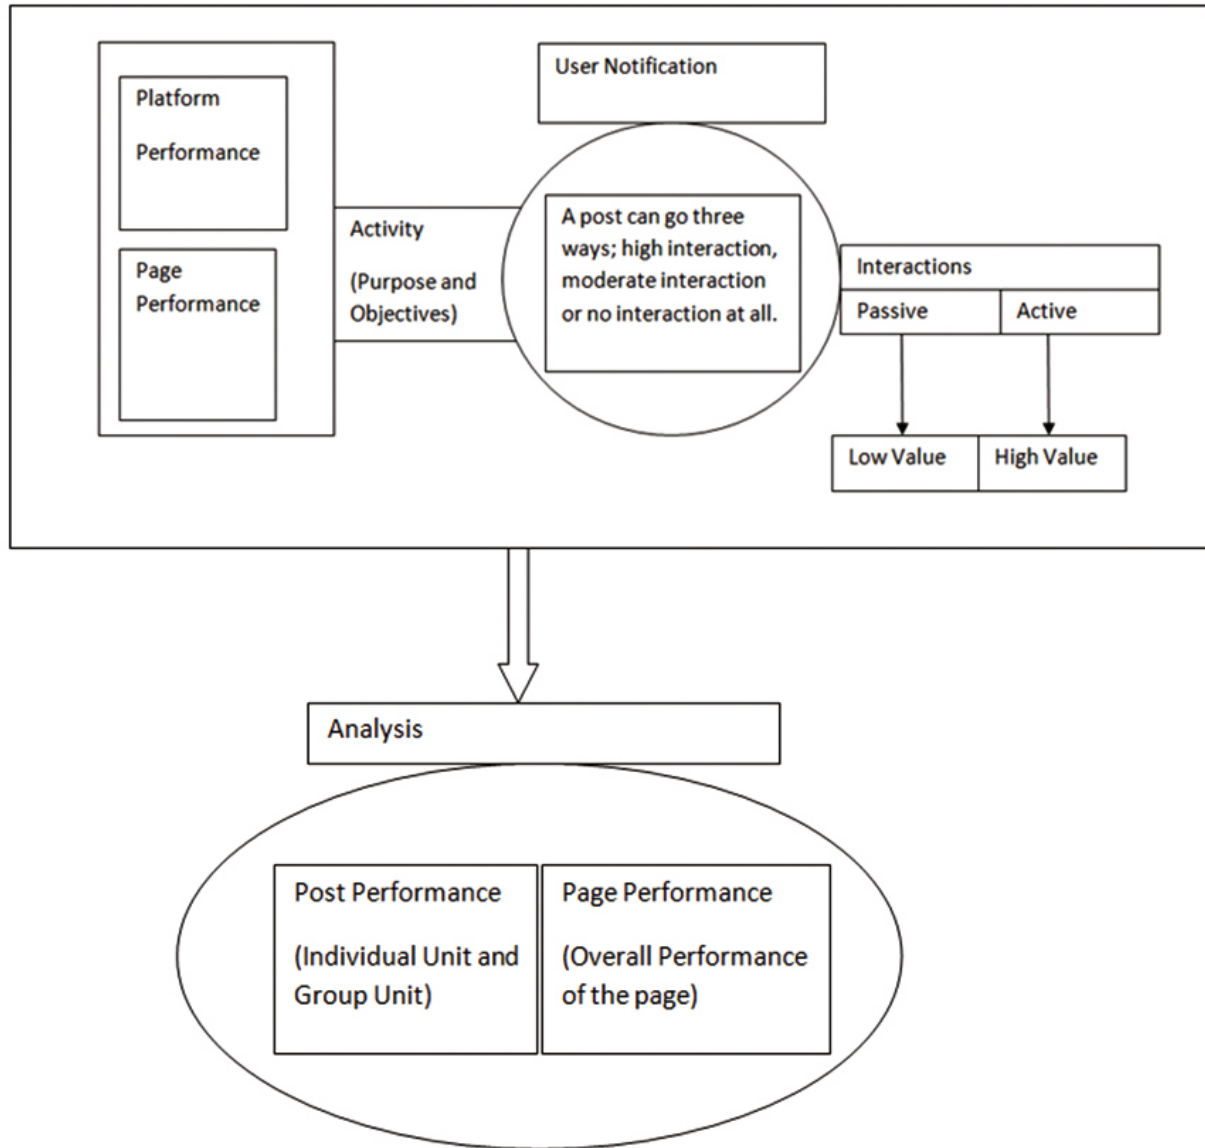 Platform
Performance
Page
Performance
Activity
(Purpose and
Objectives)
User Notification
A post can go three
ways; high interaction,
moderate interaction
or no interaction at all.
Interactions
Passive
Active
Low Value
High Value
Analysis
Post Performance
(Individual Unit and
Group Unit)
Page Performance
(Overall Performance
of the page)